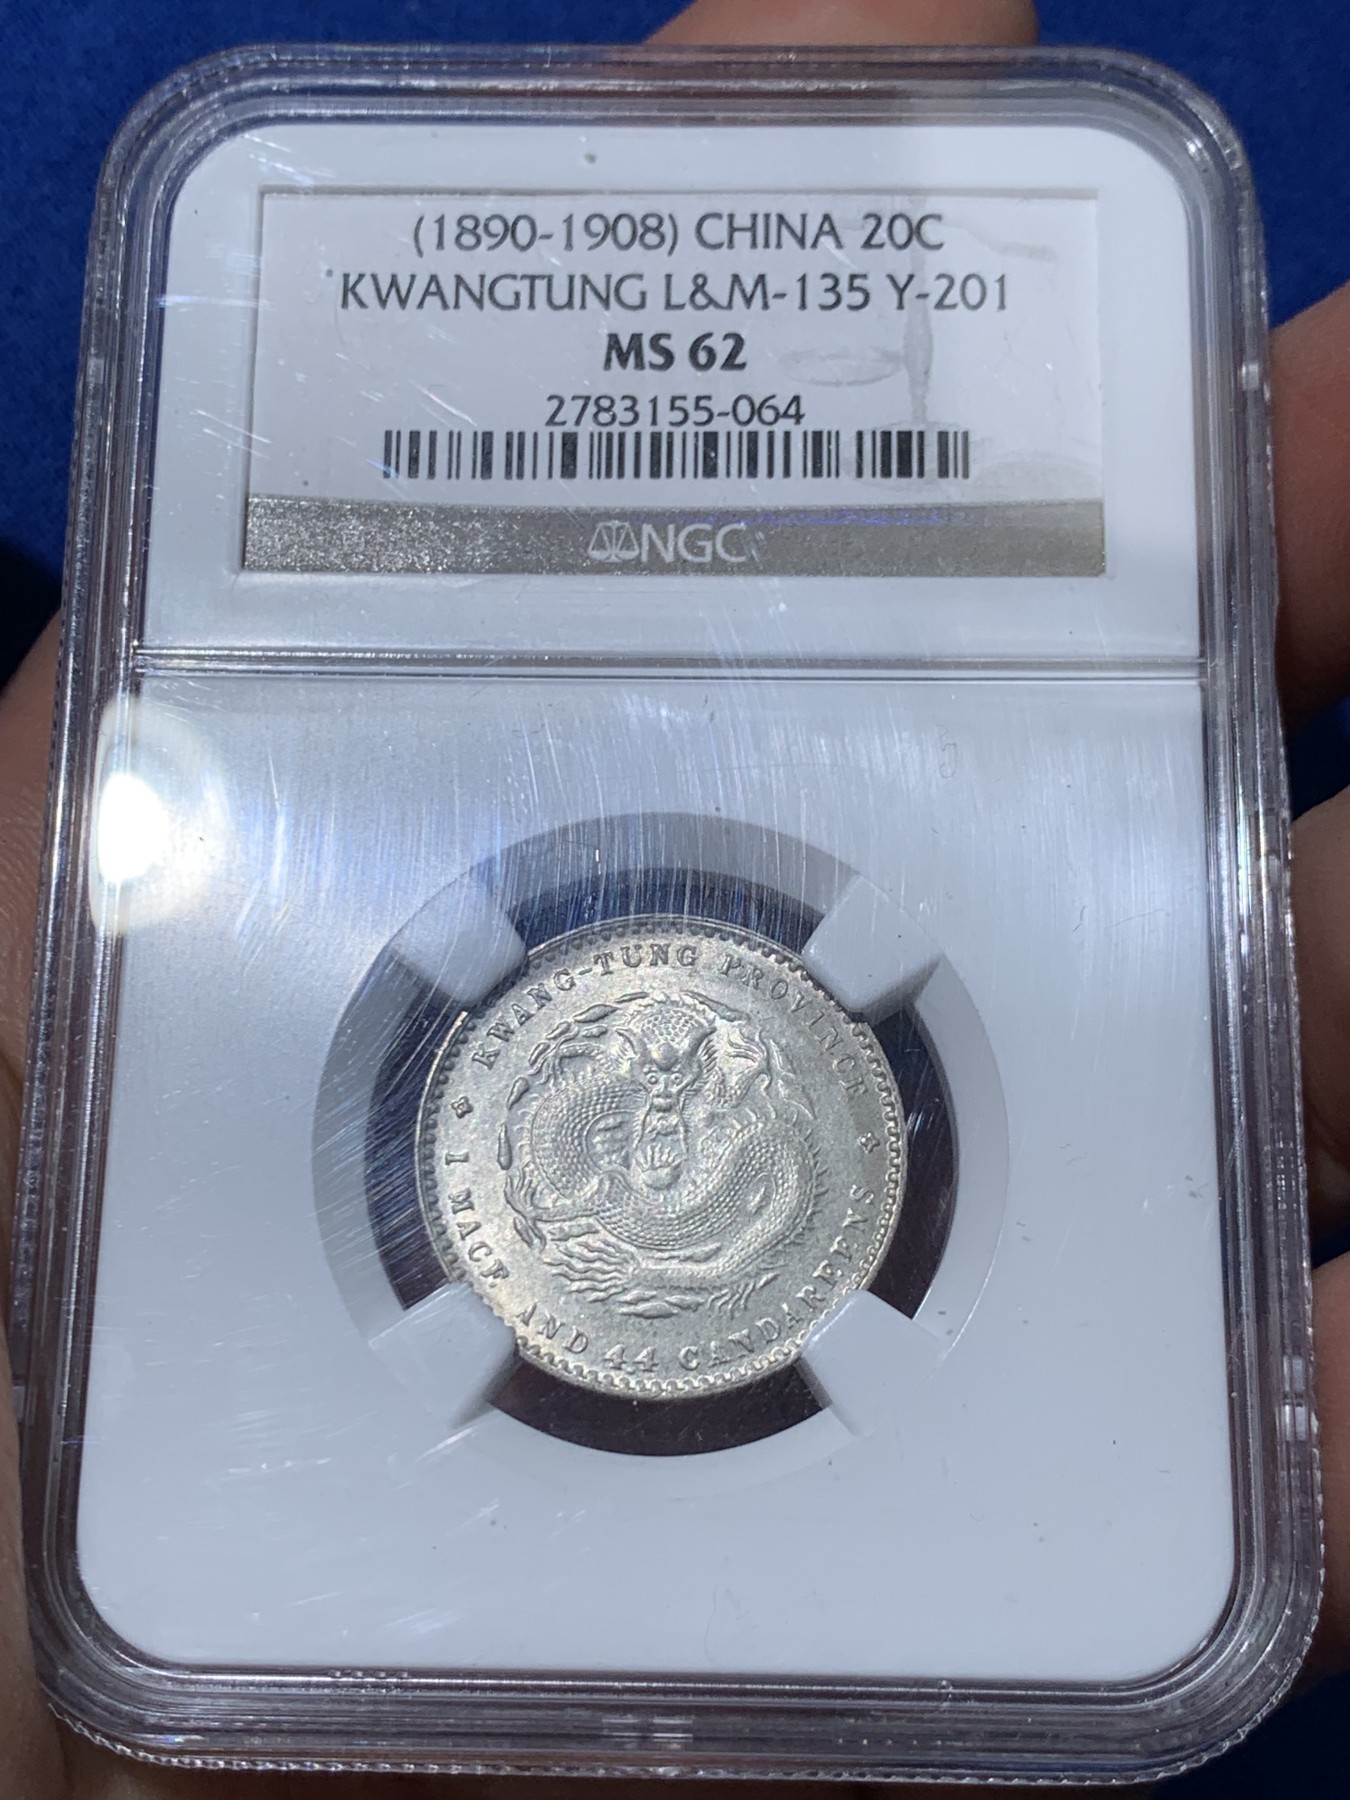 (1890-1908) CHINA 20C
KWANGTUNG L&M-135 Y-201
MS 62
2783155-064
NGC
KWANG-TUNG PROVINCE
1 MACE AND 44 CANDAREENS